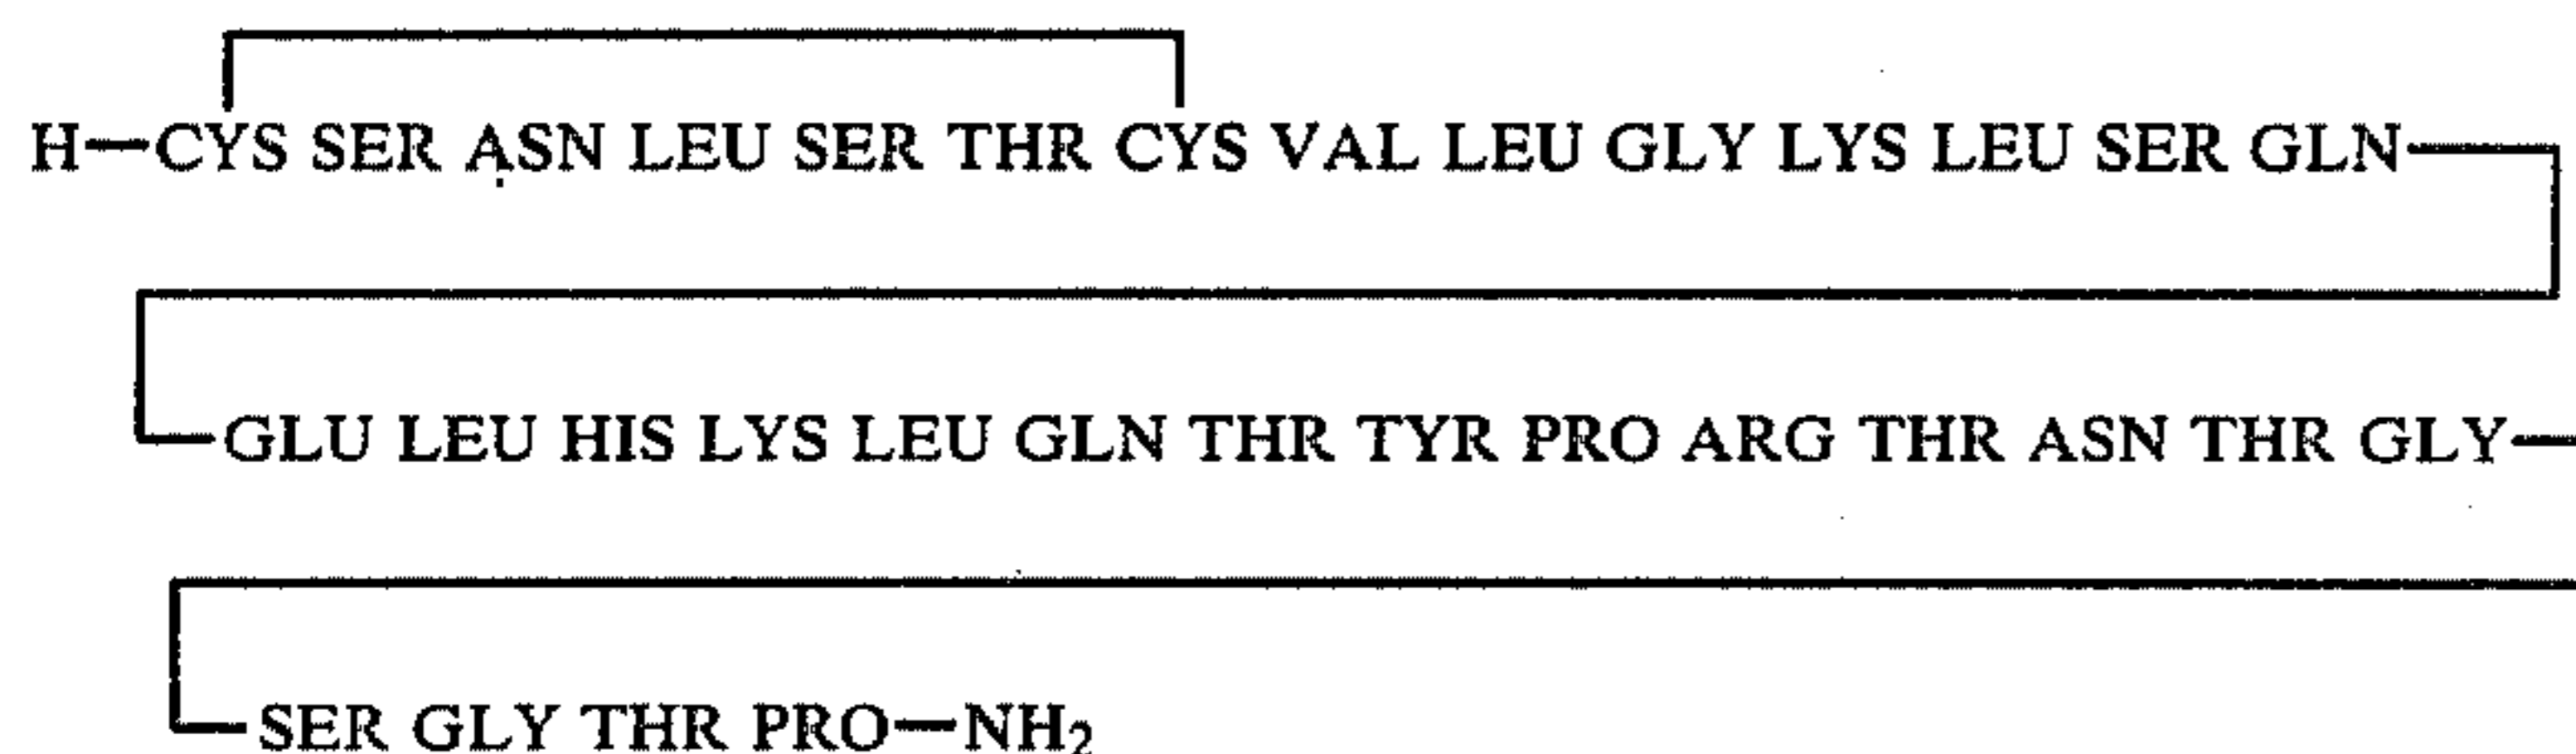 H—CYS SER ASN LEU SER THR CYS VAL LEU GLY LYS LEU SER GLN
GLU LEU HIS LYS LEU GLN THR TYR PRO ARG THR ASN THR GLY
SER GLY THR PRO—NH₂